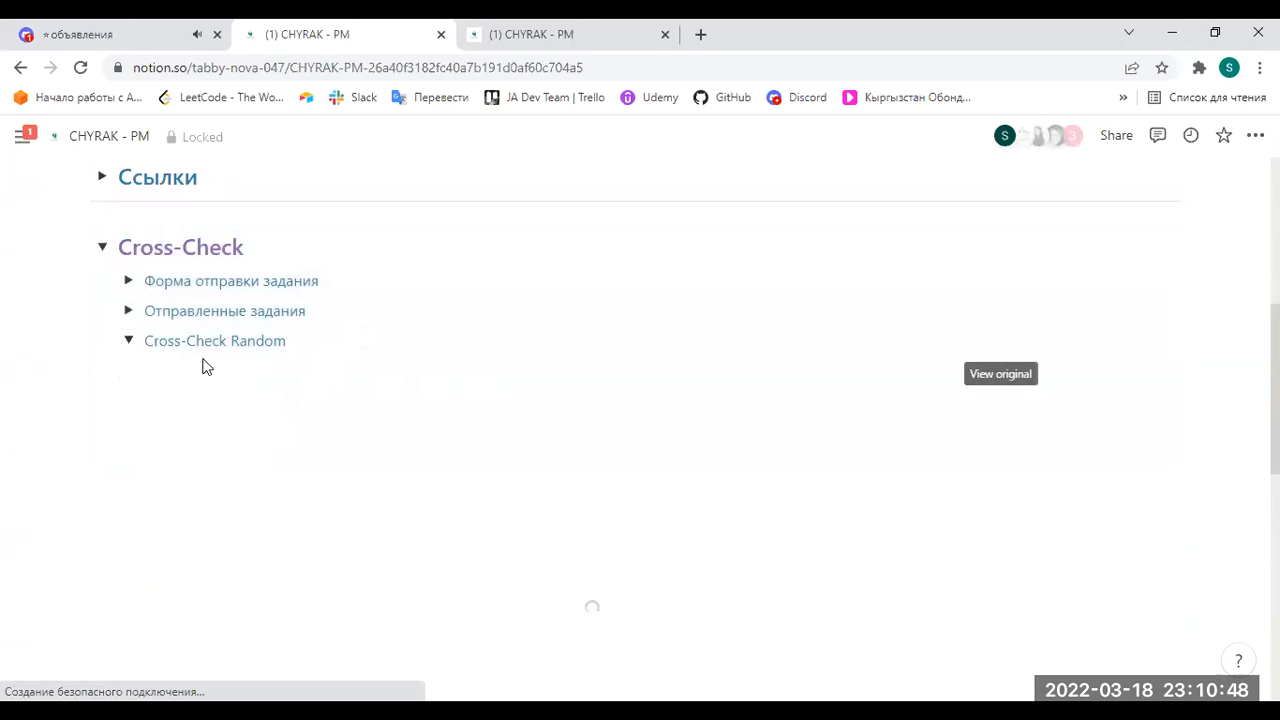 ☆объявления
(1) CHYRAK - PM
(1) CHYRAK - PM
notion.so/tabby-nova-047/CHYRAK-PM-26a40f3182fc40a7b191d0af60c704a5
S
Начало работы с A...
LeetCode - The Wo...
Slack
Перевести
JA Dev Team | Trello
Udemy
GitHub
Discord
Кыргызстан Обонд...
»
Список для чтения
1
CHYRAK - PM
Locked
S
3
Share
Ссылки
Cross-Check
Форма отправки задания
Отправленные задания
Cross-Check Random
View original
?
Создание безопасного подключения...
2022-03-18 23:10:48